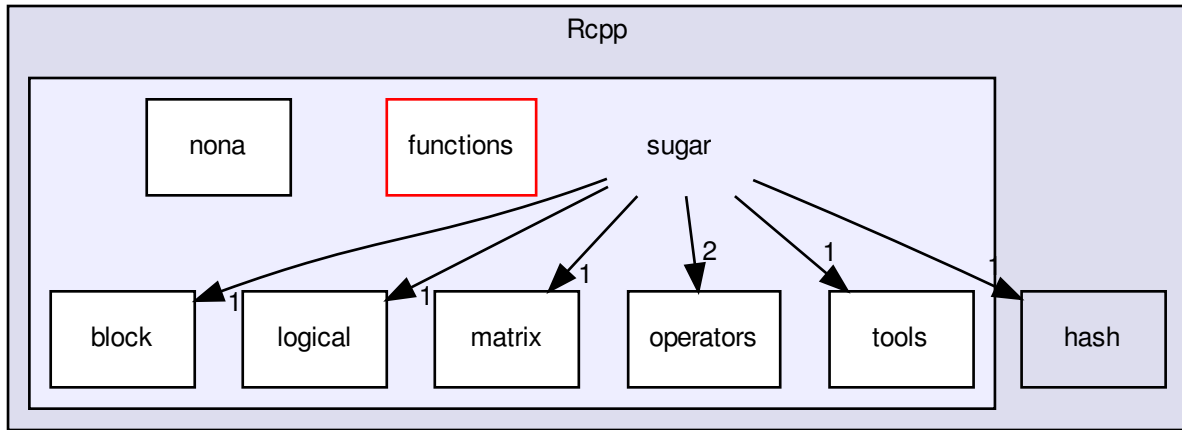 Rcpp
nona
functions
sugar
2
1
1
1
1
1
block
logical
matrix
operators
tools
hash